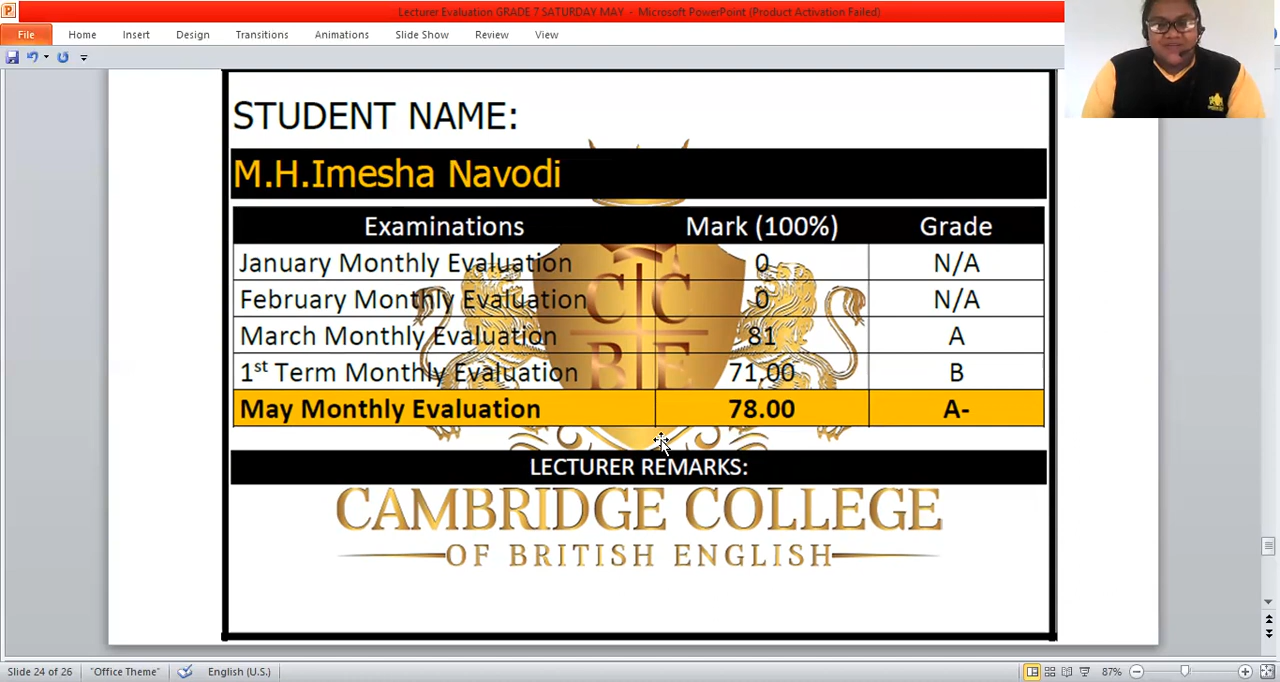 Lecturer Evaluation GRADE 7 SATURDAY MAY - Microsoft PowerPoint (Product Activation Failed)
File Home Insert Design Transitions Animations Slide Show Review View
STUDENT NAME:
M.H.Imesha Navodi
Examinations Mark (100%) Grade
January Monthly Evaluation 0 N/A
February Monthly Evaluation 0 N/A
March Monthly Evaluation 81 A
1st Term Monthly Evaluation 71.00 B
May Monthly Evaluation 78.00 A-
C C
B E
LECTURER REMARKS:
CAMBRIDGE COLLEGE
OF BRITISH ENGLISH
Slide 24 of 26 "Office Theme" English (U.S.) 87%